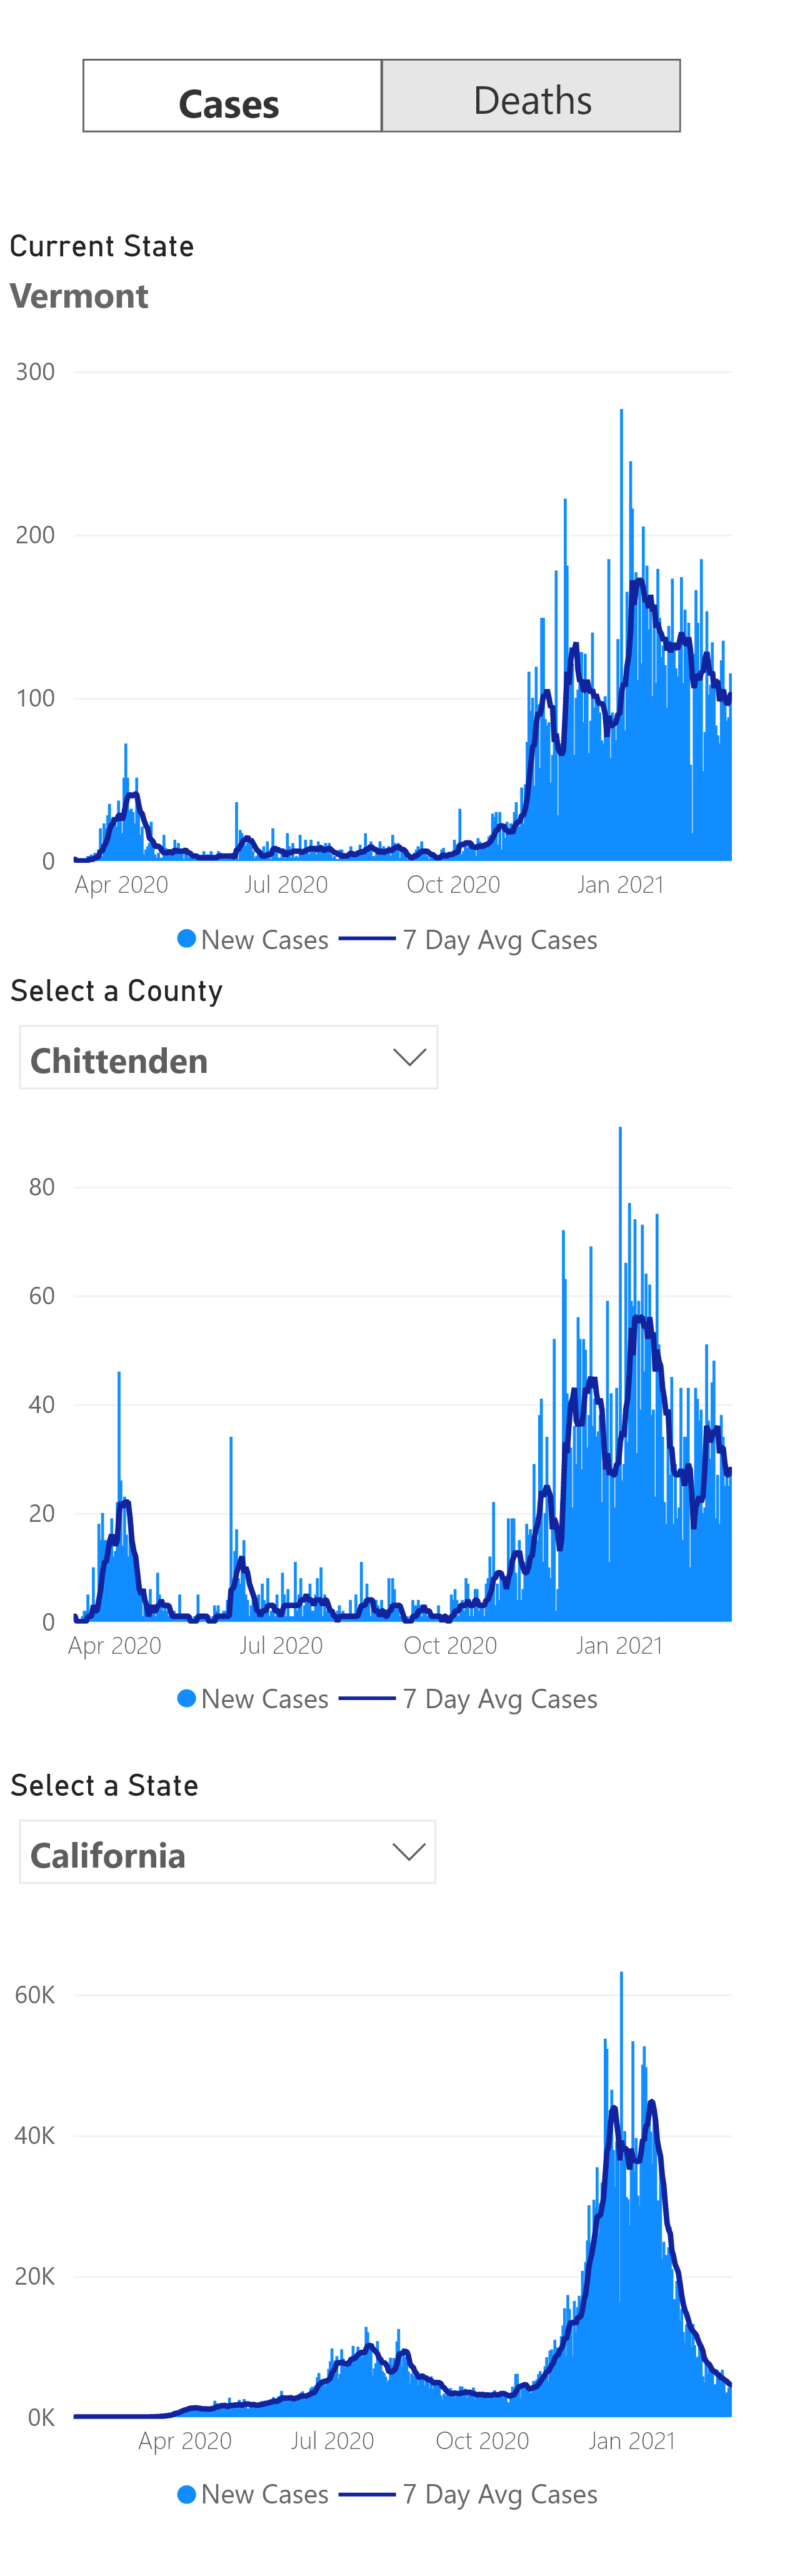 Cases Deaths
Current State
Vermont
300
200
100
0
Apr 2020 Jul 2020 Oct 2020 Jan 2021
New Cases 7 Day Avg Cases
Select a County
Chittenden
80
60
40
20
0
Apr 2020 Jul 2020 Oct 2020 Jan 2021
New Cases 7 Day Avg Cases
Select a State
California
60K
40K
20K
0K
Apr 2020 Jul 2020 Oct 2020 Jan 2021
New Cases 7 Day Avg Cases